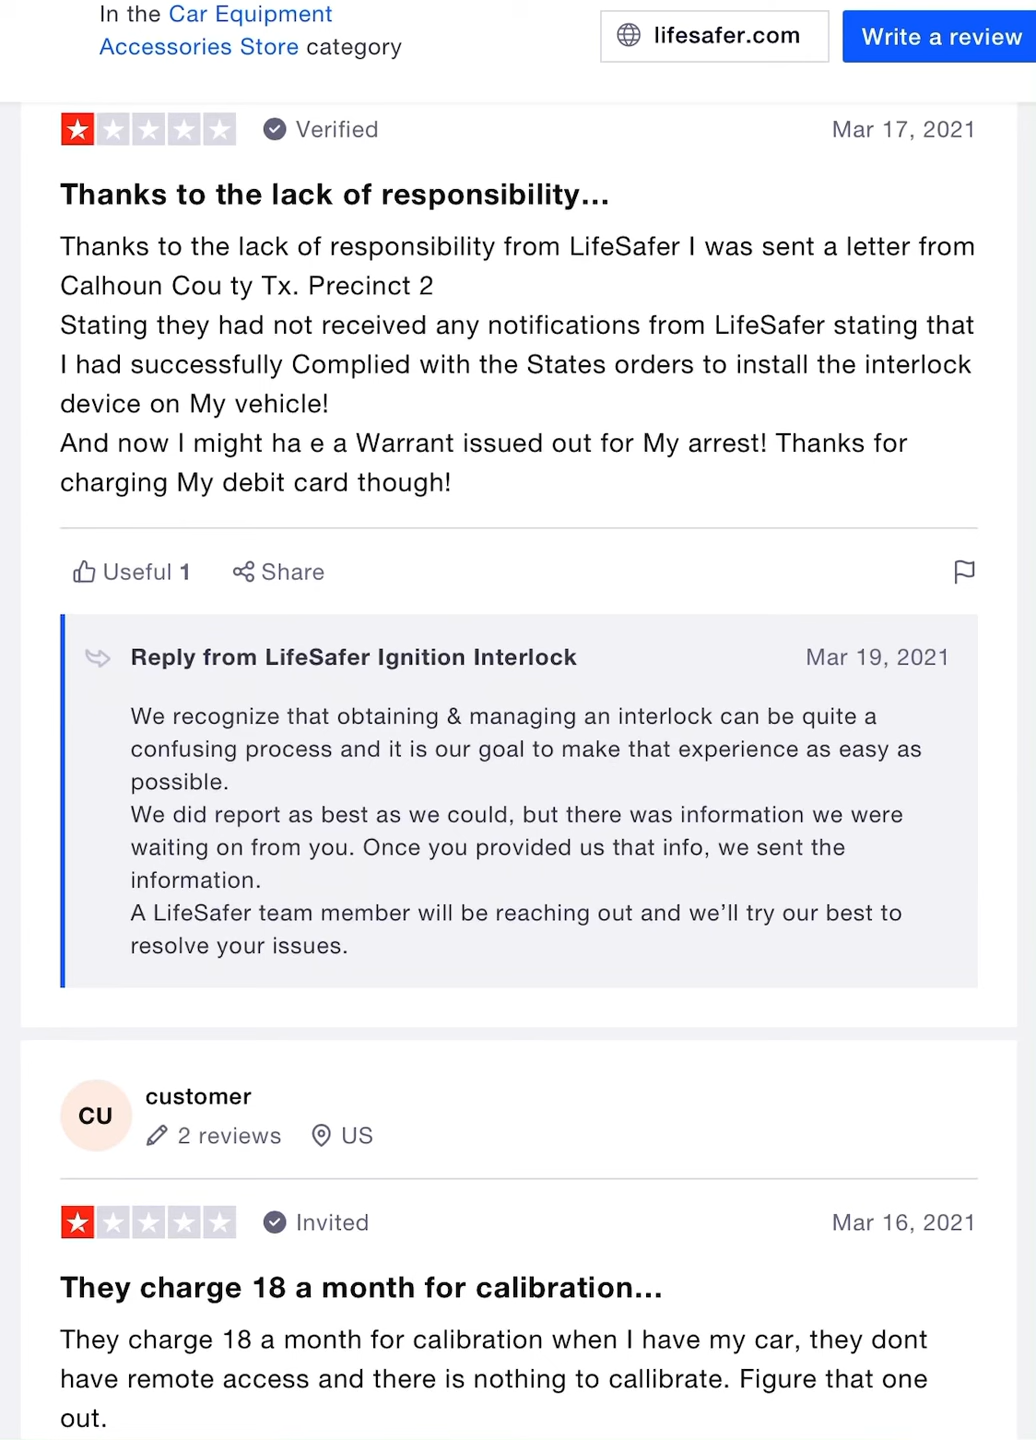 In the Car Equipment
Accessories Store category
lifesafer.com
Write a review
Verified
Mar 17, 2021
Thanks to the lack of responsibility...
Thanks to the lack of responsibility from LifeSafer I was sent a letter from
Calhoun Cou ty Tx. Precinct 2
Stating they had not received any notifications from LifeSafer stating that
I had successfully Complied with the States orders to install the interlock
device on My vehicle!
And now I might ha e a Warrant issued out for My arrest! Thanks for
charging My debit card though!
Useful 1
Share
Reply from LifeSafer Ignition Interlock
Mar 19, 2021
We recognize that obtaining & managing an interlock can be quite a
confusing process and it is our goal to make that experience as easy as
possible.
We did report as best as we could, but there was information we were
waiting on from you. Once you provided us that info, we sent the
information.
A LifeSafer team member will be reaching out and we’ll try our best to
resolve your issues.
CU
customer
2 reviews
US
Invited
Mar 16, 2021
They charge 18 a month for calibration...
They charge 18 a month for calibration when I have my car, they dont
have remote access and there is nothing to callibrate. Figure that one
out.